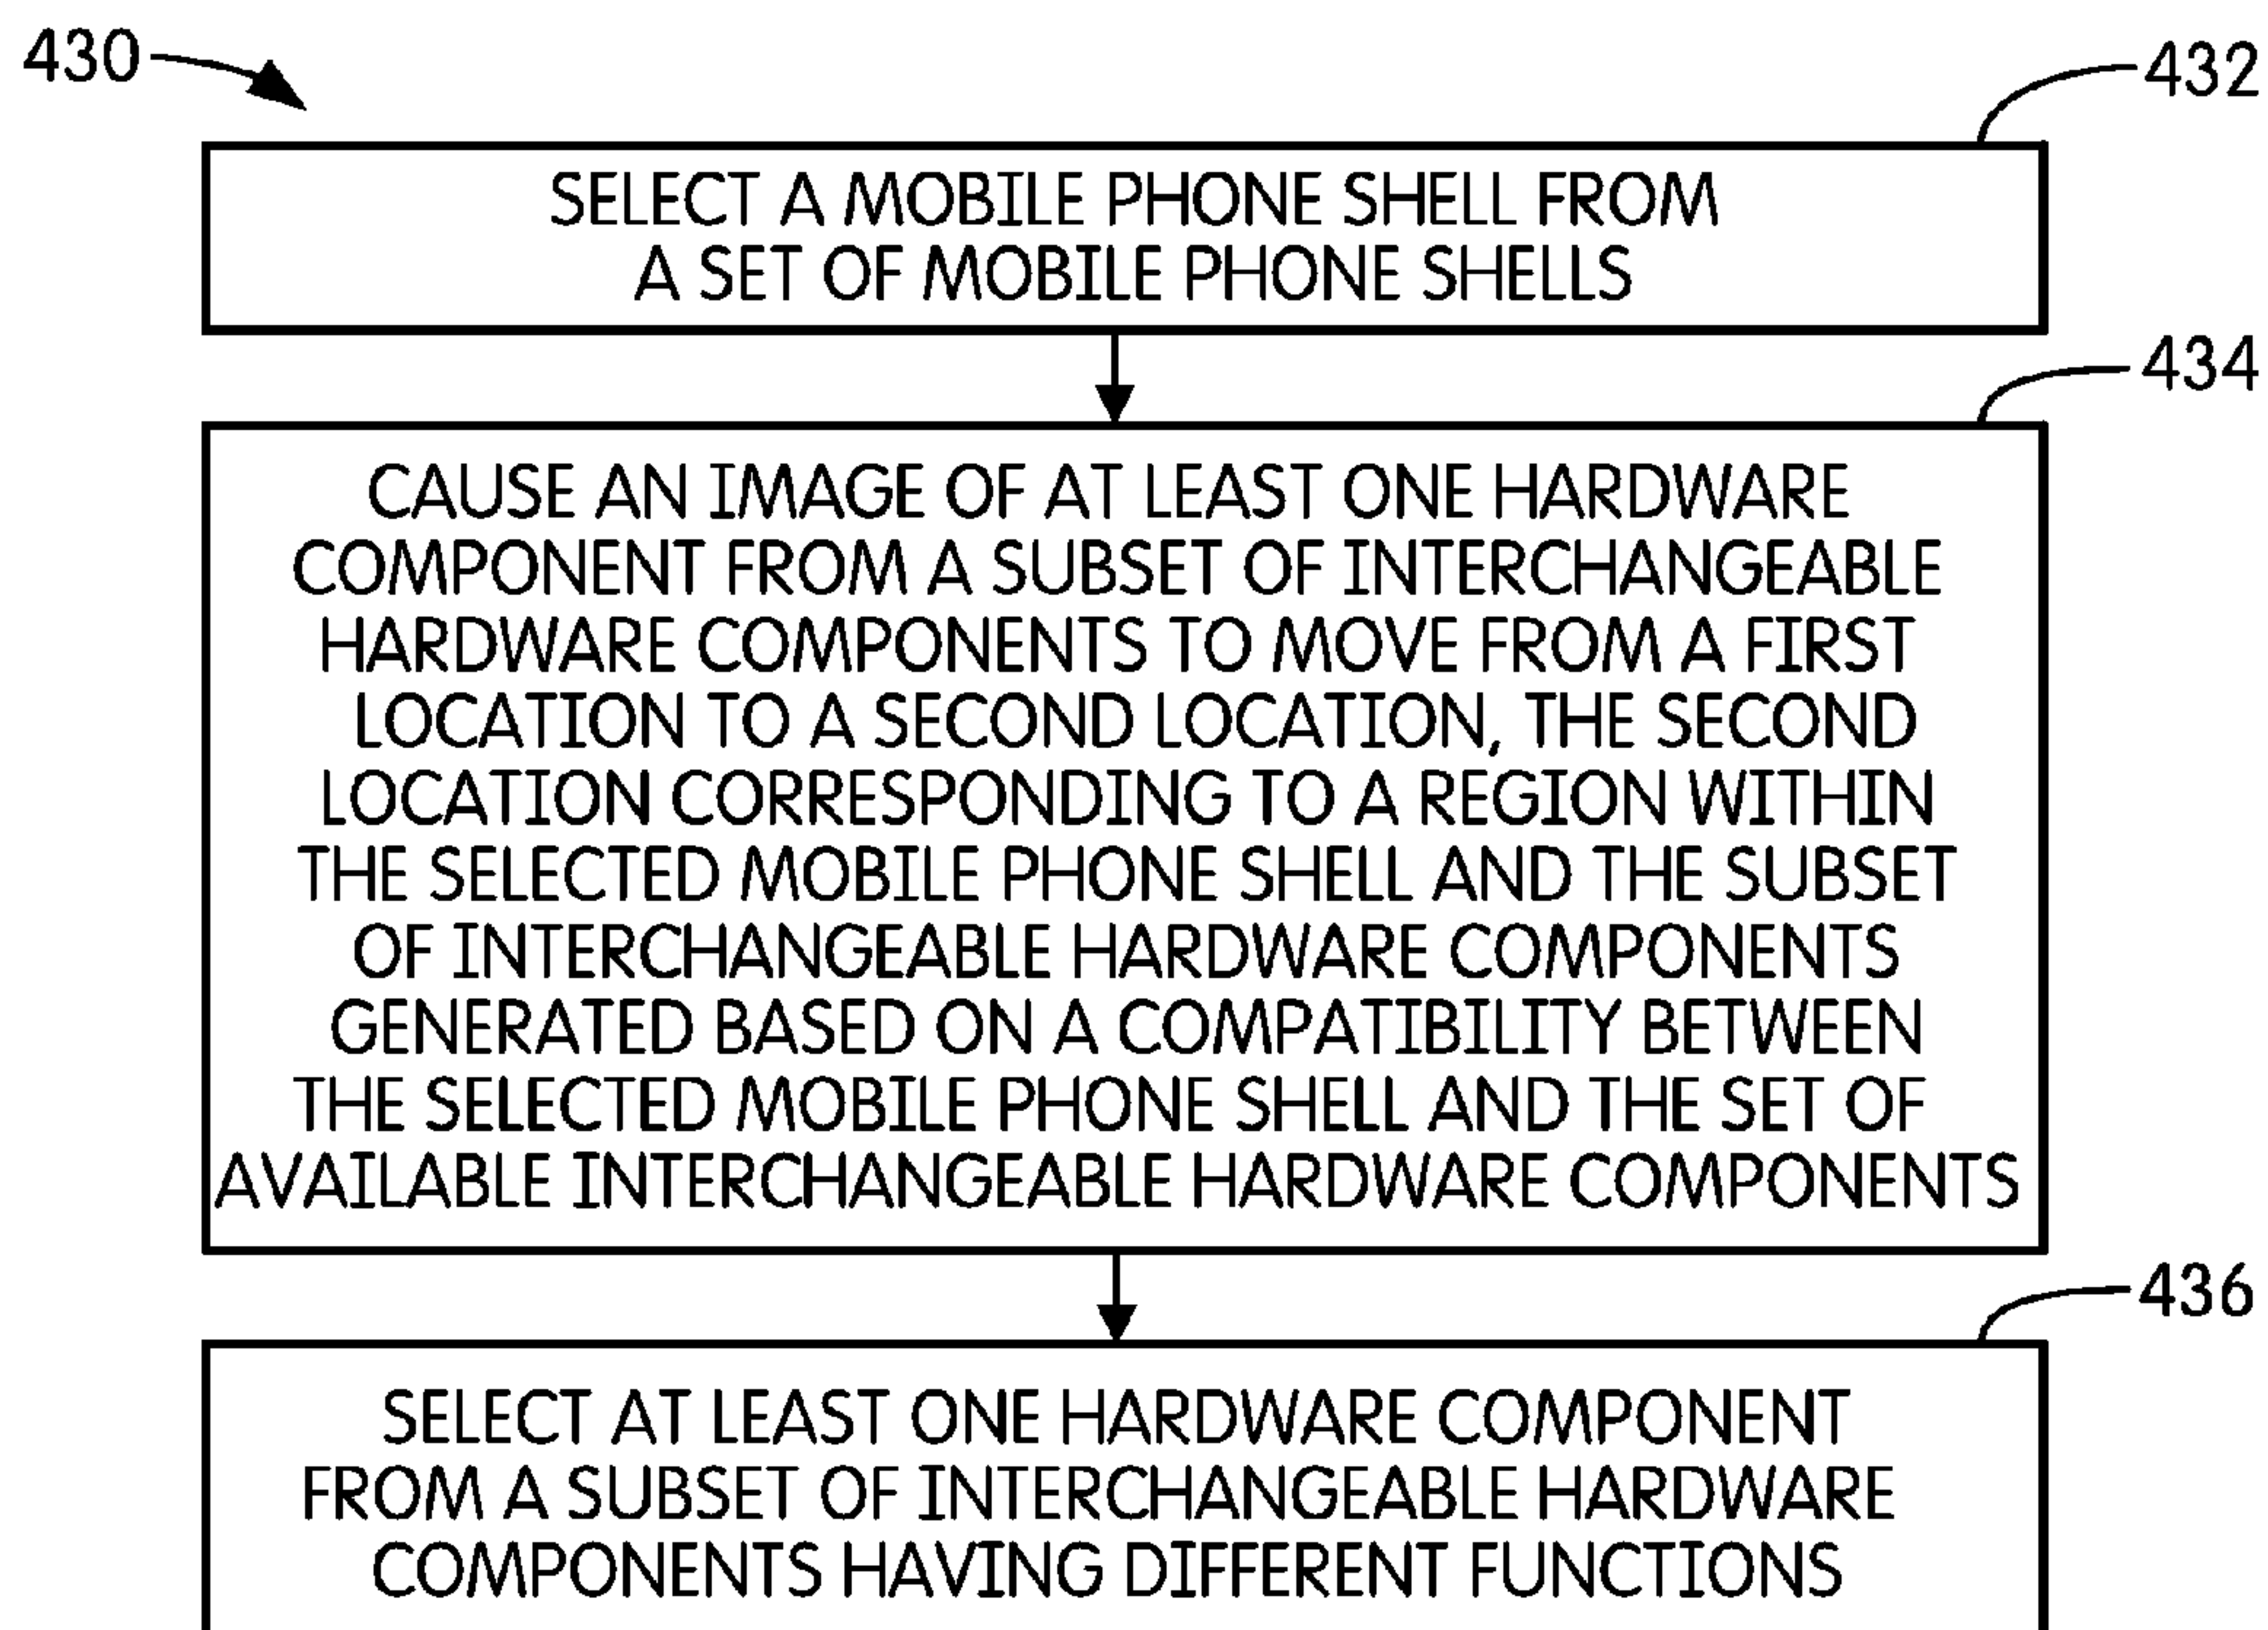 430
432
SELECT A MOBILE PHONE SHELL FROM
A SET OF MOBILE PHONE SHELLS
434
CAUSE AN IMAGE OF AT LEAST ONE HARDWARE
COMPONENT FROM A SUBSET OF INTERCHANGEABLE
HARDWARE COMPONENTS TO MOVE FROM A FIRST
LOCATION TO A SECOND LOCATION, THE SECOND
LOCATION CORRESPONDING TO A REGION WITHIN
THE SELECTED MOBILE PHONE SHELL AND THE SUBSET
OF INTERCHANGEABLE HARDWARE COMPONENTS
GENERATED BASED ON A COMPATIBILITY BETWEEN
THE SELECTED MOBILE PHONE SHELL AND THE SET OF
AVAILABLE INTERCHANGEABLE HARDWARE COMPONENTS
436
SELECT AT LEAST ONE HARDWARE COMPONENT
FROM A SUBSET OF INTERCHANGEABLE HARDWARE
COMPONENTS HAVING DIFFERENT FUNCTIONS